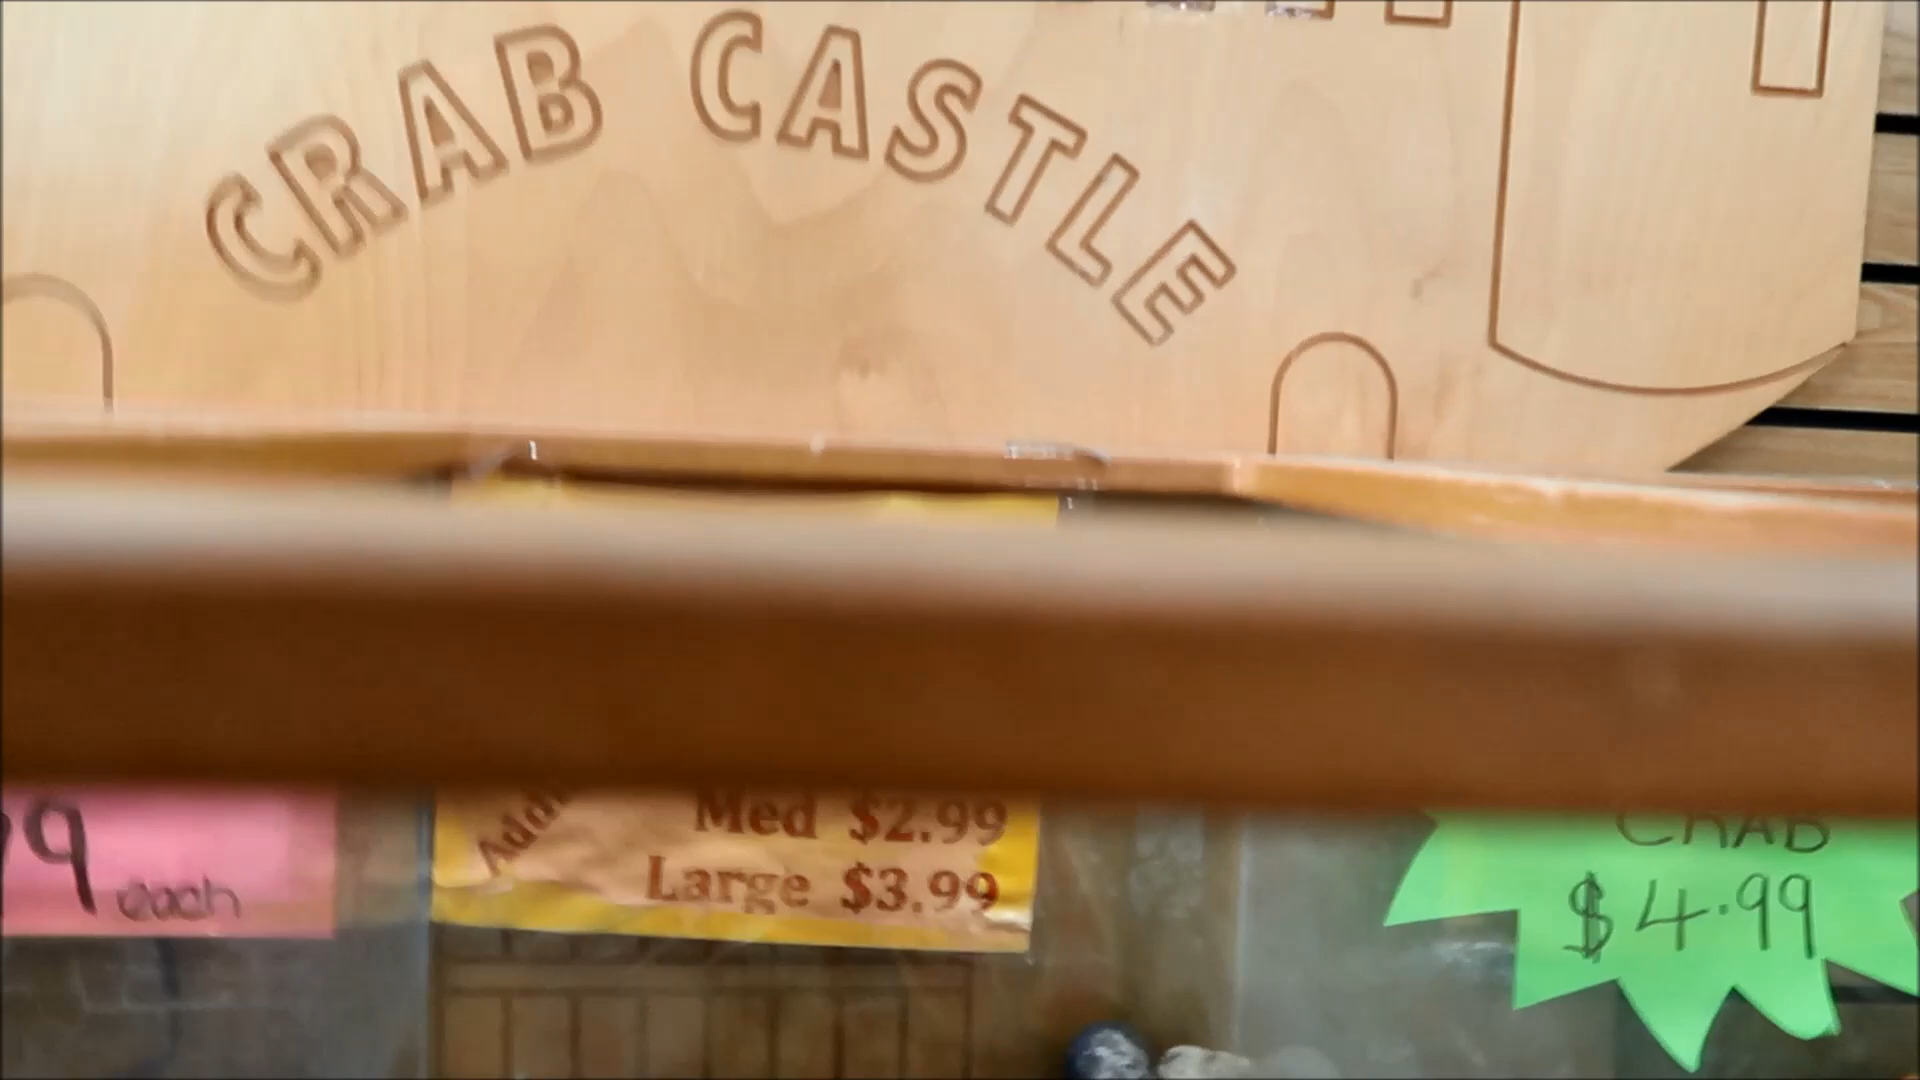 CRAB CASTLE
each
Med $2.99
Large $3.99
CRAB
$4.99